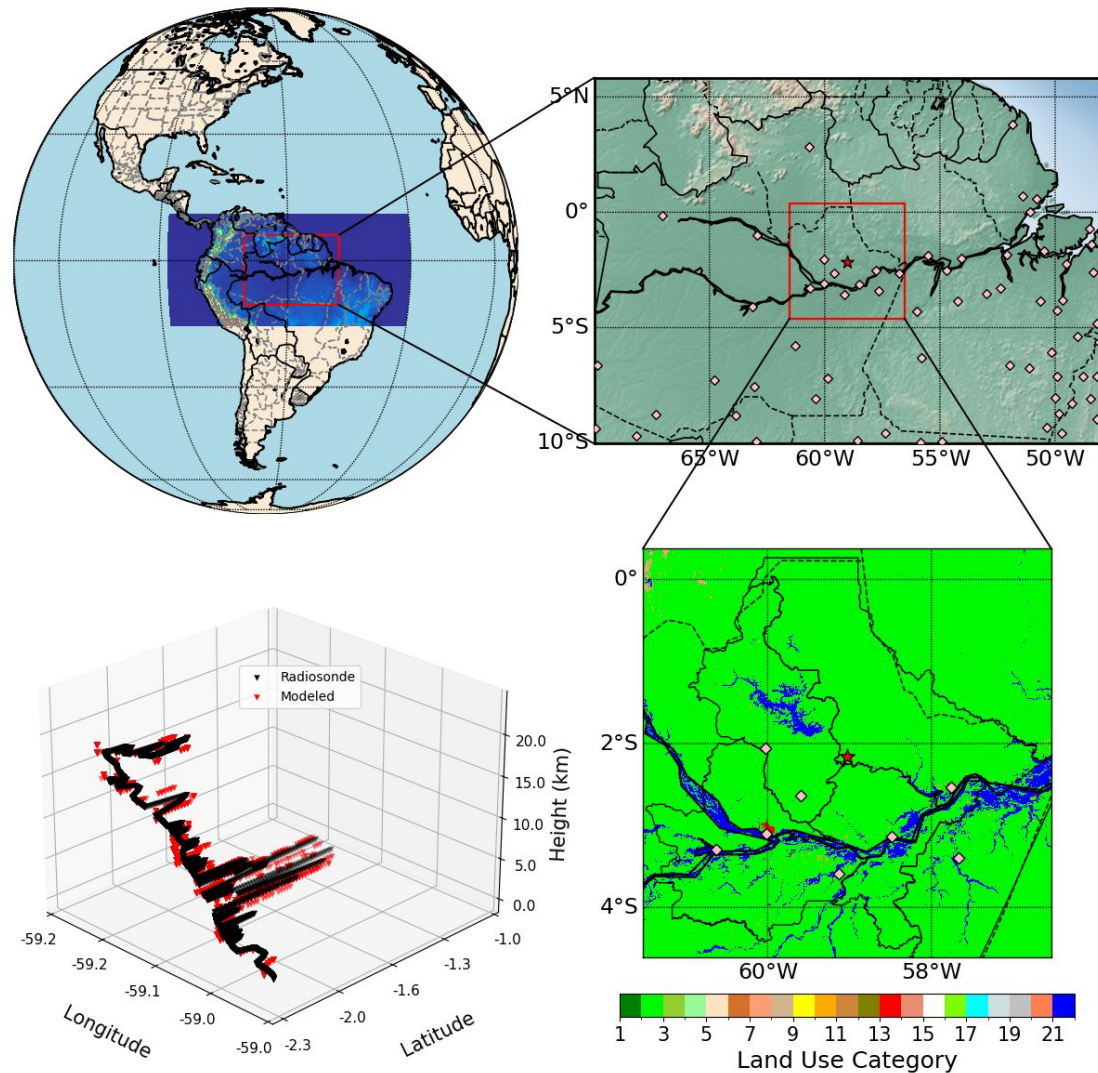 5°N
0°
5°S
10°S
65°W 60°W 55°W 50°W
0°
2°S
4°S
60°W 58°W
1 3 5 7 9 11 13 15 17 19 21
Land Use Category
Radiosonde
Modeled
20.0
15.0
10.0
5.0
0.0
Height (km)
-59.2
-59.2
-59.1
-59.0
-59.0
Longitude
-2.3
-2.0
-1.6
-1.3
-1.0
Latitude